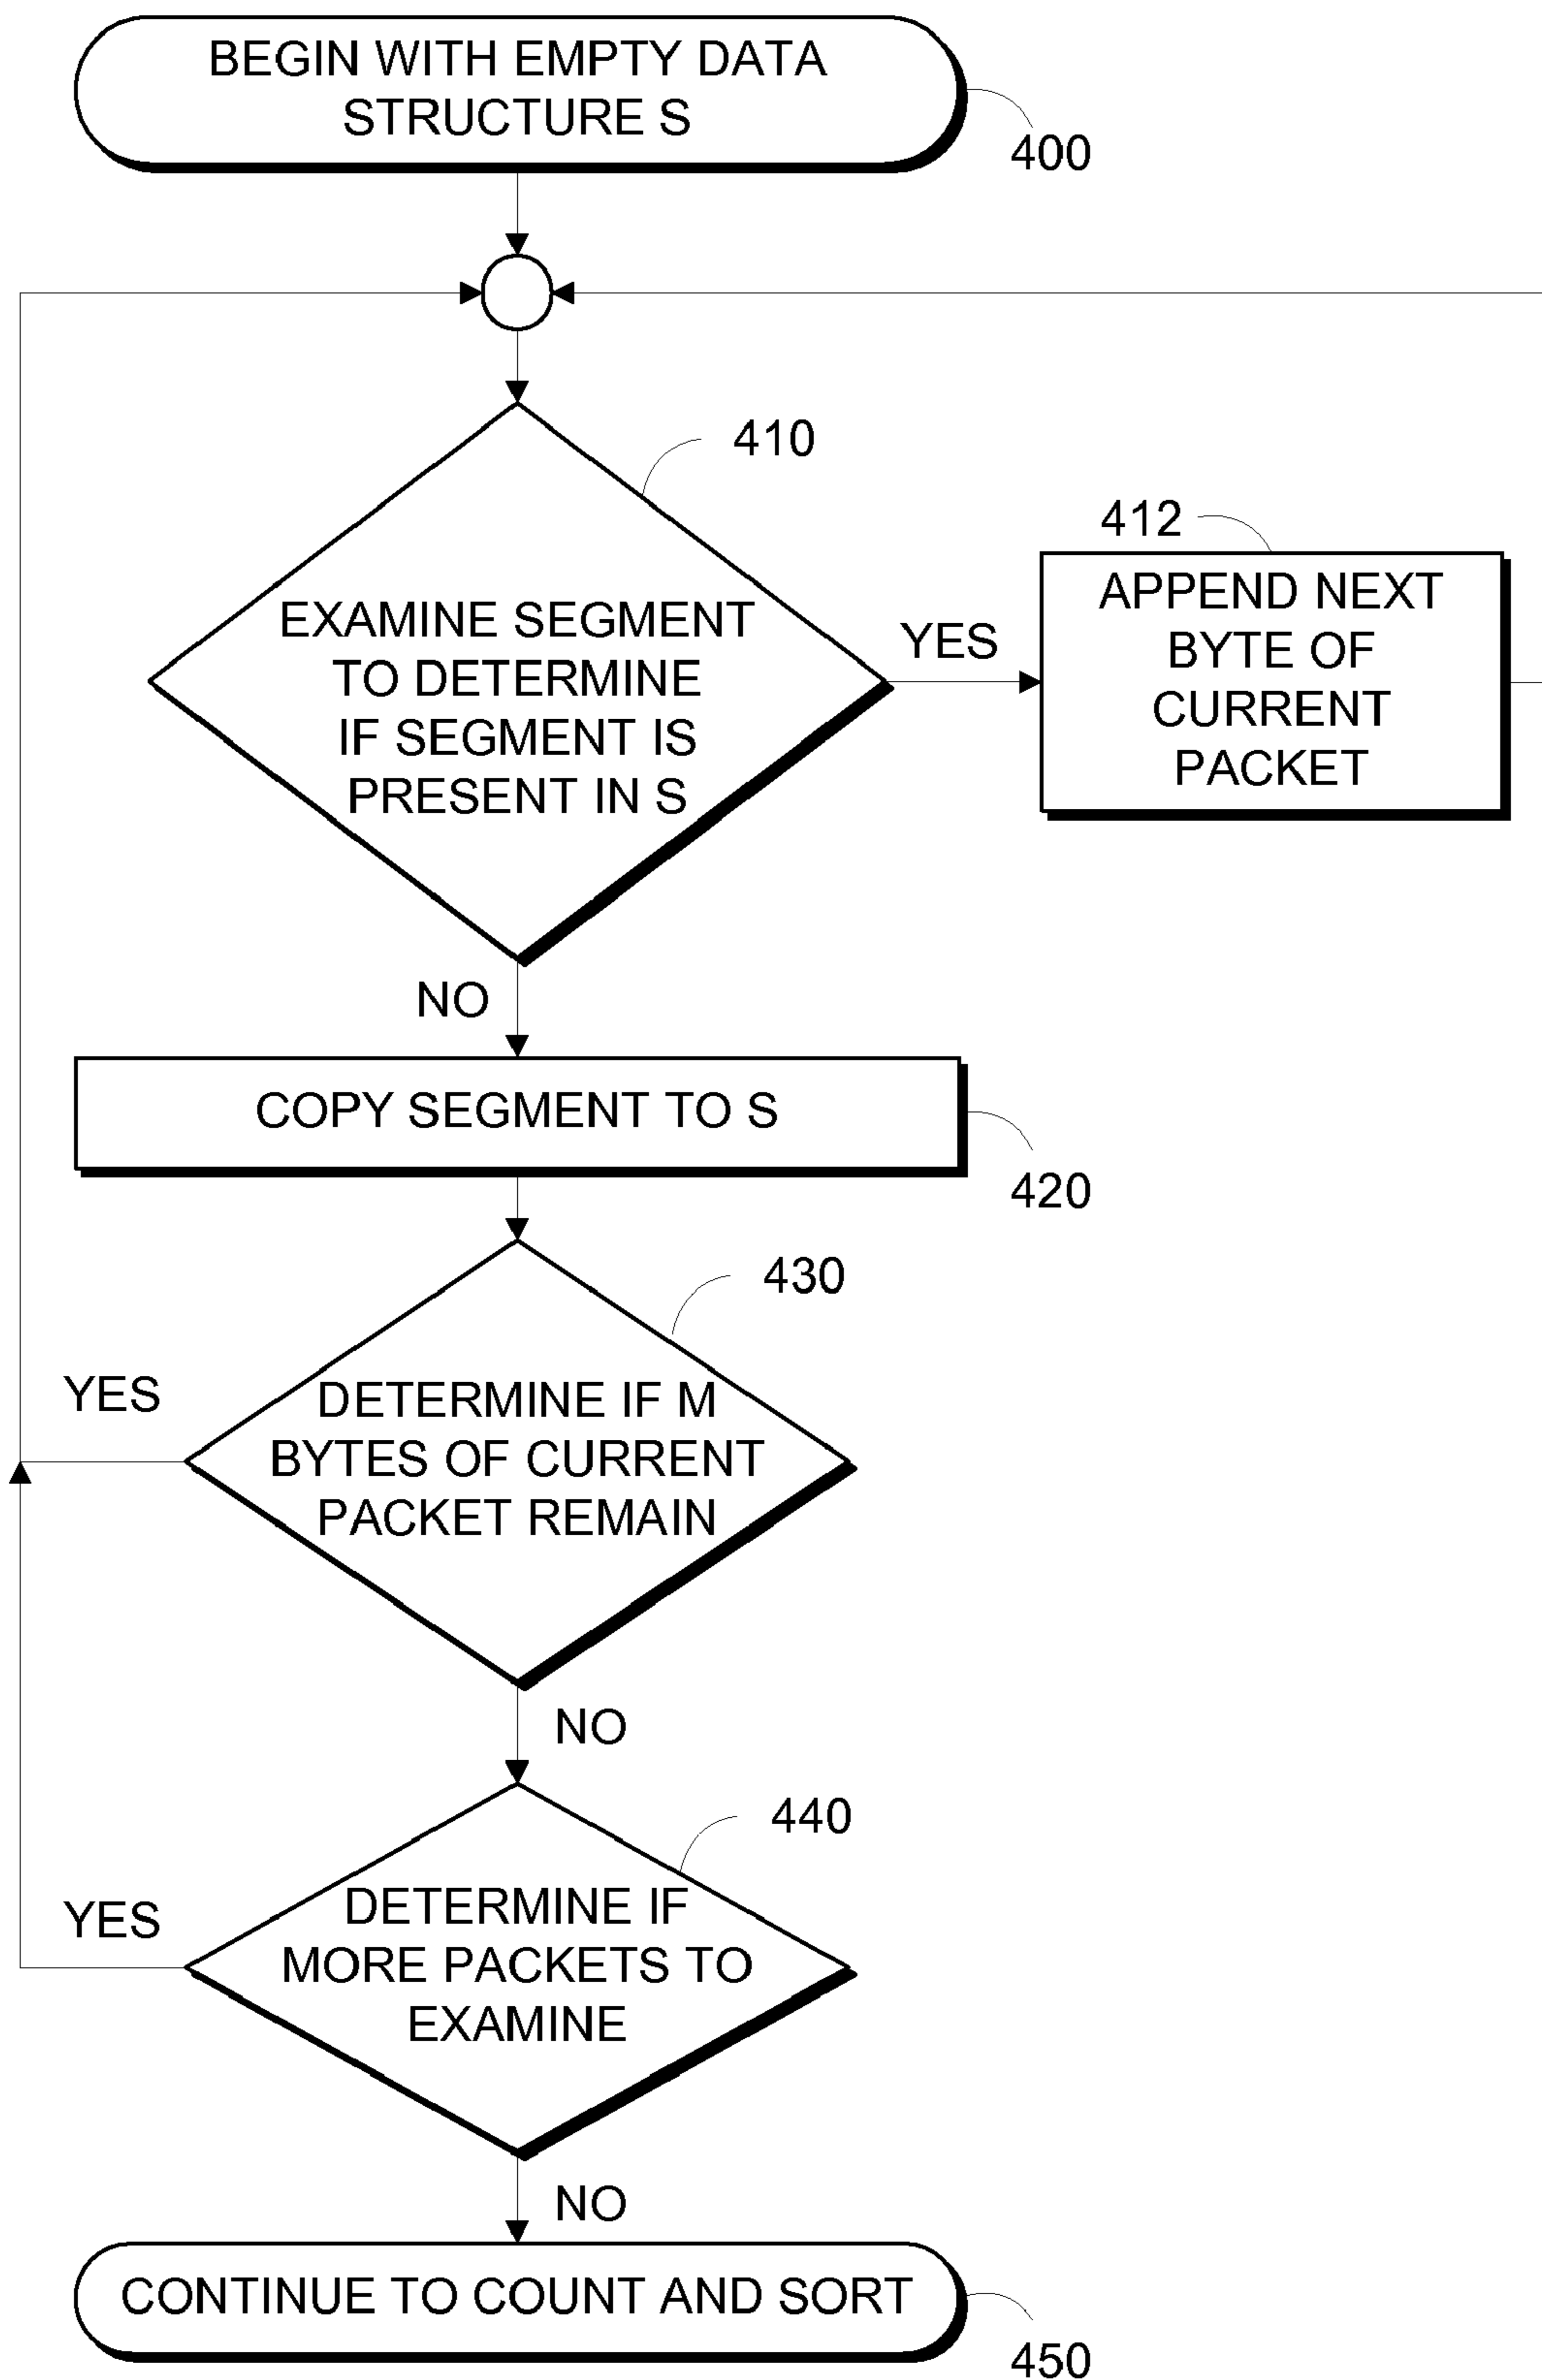 BEGIN WITH EMPTY DATA
STRUCTURE S
400
410
EXAMINE SEGMENT
TO DETERMINE
IF SEGMENT IS
PRESENT IN S
YES
412
APPEND NEXT
BYTE OF
CURRENT
PACKET
NO
COPY SEGMENT TO S
420
430
DETERMINE IF M
BYTES OF CURRENT
PACKET REMAIN
YES
NO
440
DETERMINE IF
MORE PACKETS TO
EXAMINE
YES
NO
CONTINUE TO COUNT AND SORT
450